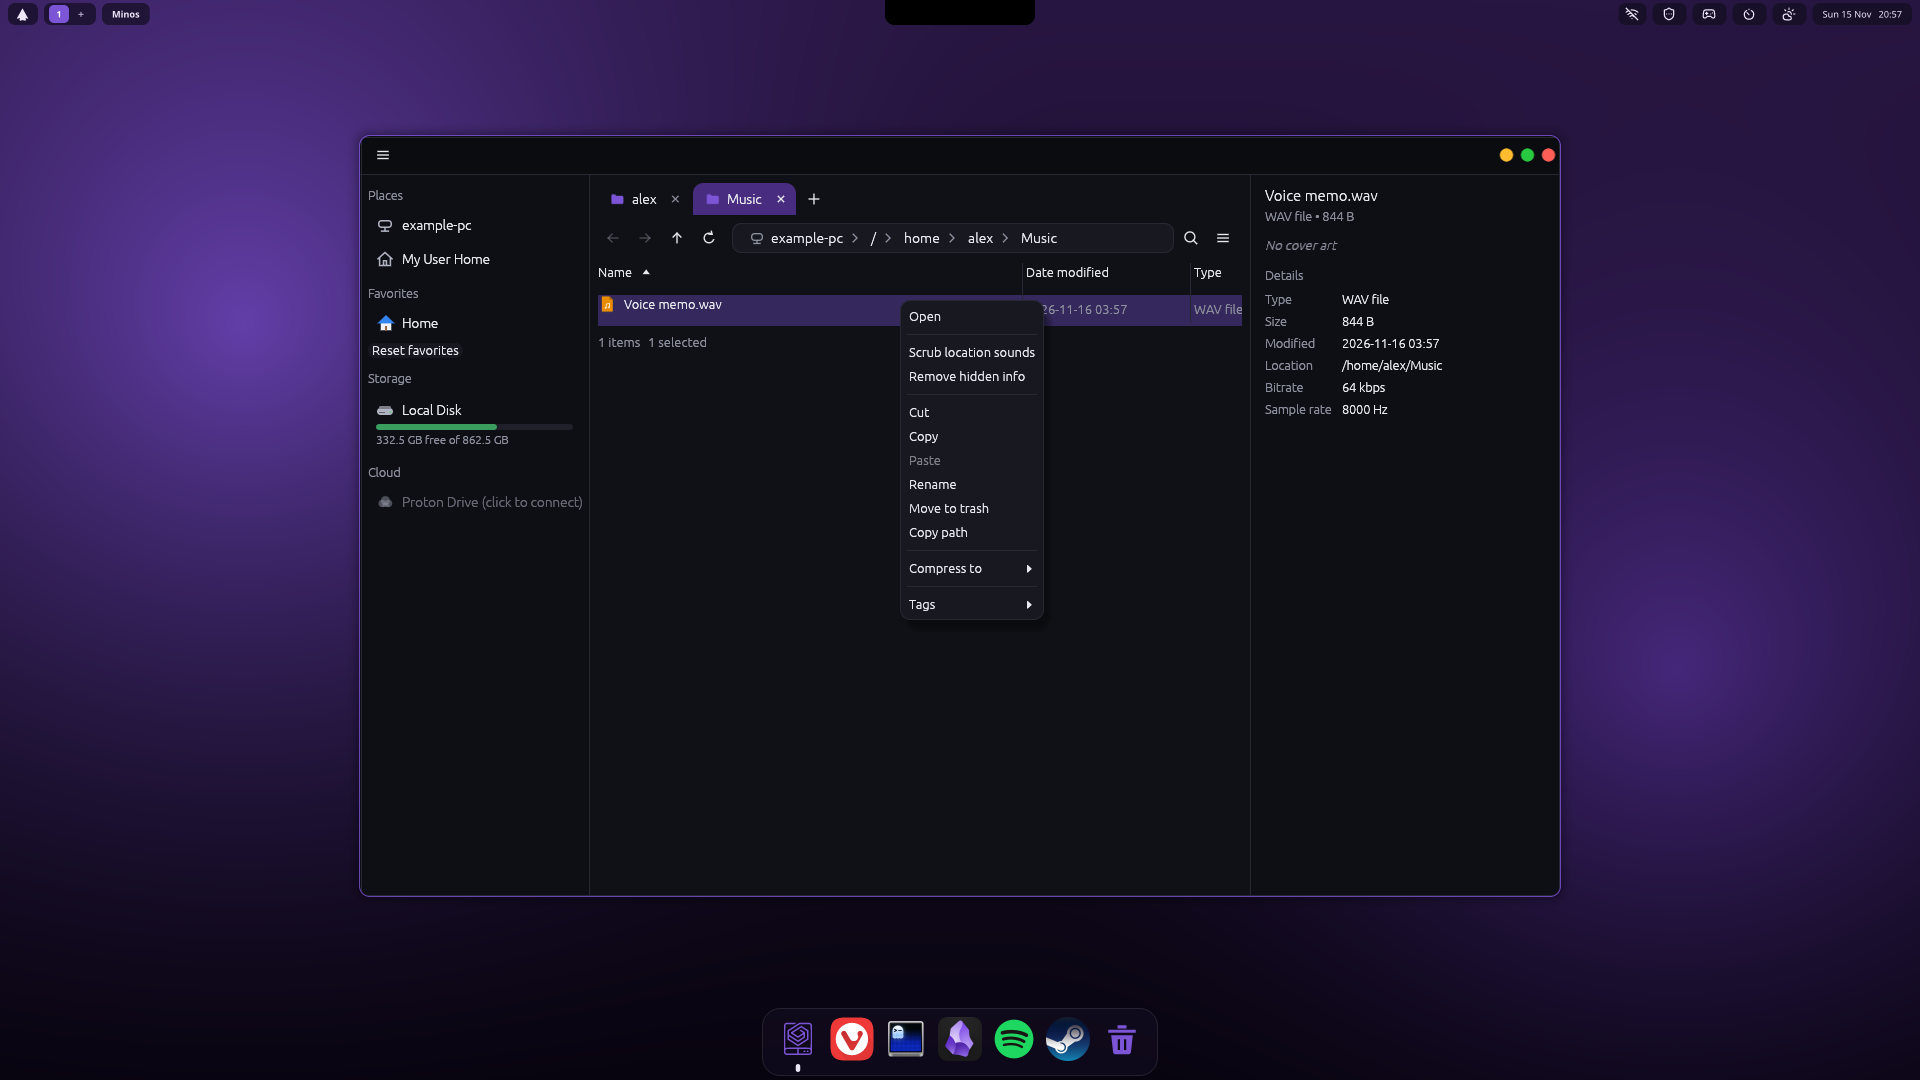 1 +
Minos
Sun 15 Nov 20:57
Places
example-pc
My User Home
Favorites
Home
Reset favorites
Storage
Local Disk
332.5 GB free of 862.5 GB
Cloud
Proton Drive (click to connect)
alex
Music
example-pc / home alex Music
Name
Date modified
Type
Voice memo.wav
26-11-16 03:57
WAV file
1 items 1 selected
Open
Scrub location sounds
Remove hidden info
Cut
Copy
Paste
Rename
Move to trash
Copy path
Compress to
Tags
Voice memo.wav
WAV file • 844 B
No cover art
Details
Type WAV file
Size 844 B
Modified 2026-11-16 03:57
Location /home/alex/Music
Bitrate 64 kbps
Sample rate 8000 Hz